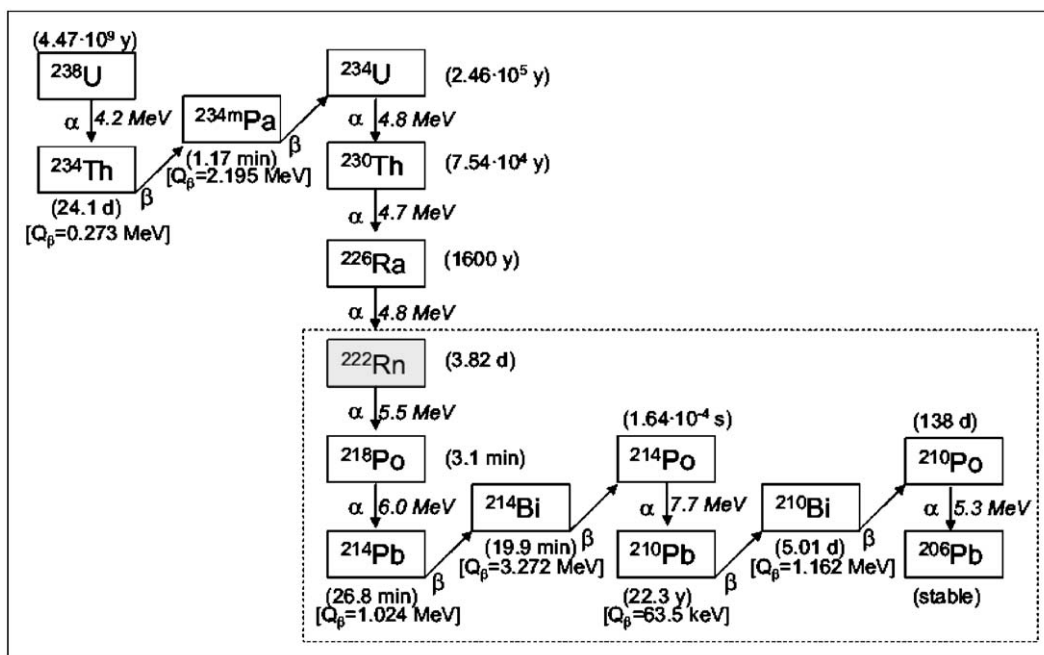 (4.47·10⁹ y)
²³⁸U
α 4.2 MeV
²³⁴Th
(24.1 d)
[Qβ=0.273 MeV]
β
²³⁴ᵐPa
(1.17 min)
[Qβ=2.195 MeV]
β
²³⁴U
(2.46·10⁵ y)
α 4.8 MeV
²³⁰Th
(7.54·10⁴ y)
α 4.7 MeV
²²⁶Ra
(1600 y)
α 4.8 MeV
²²²Rn
(3.82 d)
α 5.5 MeV
²¹⁸Po
(3.1 min)
α 6.0 MeV
²¹⁴Pb
(26.8 min)
[Qβ=1.024 MeV]
β
²¹⁴Bi
(19.9 min)
[Qβ=3.272 MeV]
β
(1.64·10⁻⁴ s)
²¹⁴Po
α 7.7 MeV
²¹⁰Pb
(22.3 y)
[Qβ=63.5 keV]
β
²¹⁰Bi
(5.01 d)
[Qβ=1.162 MeV]
β
(138 d)
²¹⁰Po
α 5.3 MeV
²⁰⁶Pb
(stable)